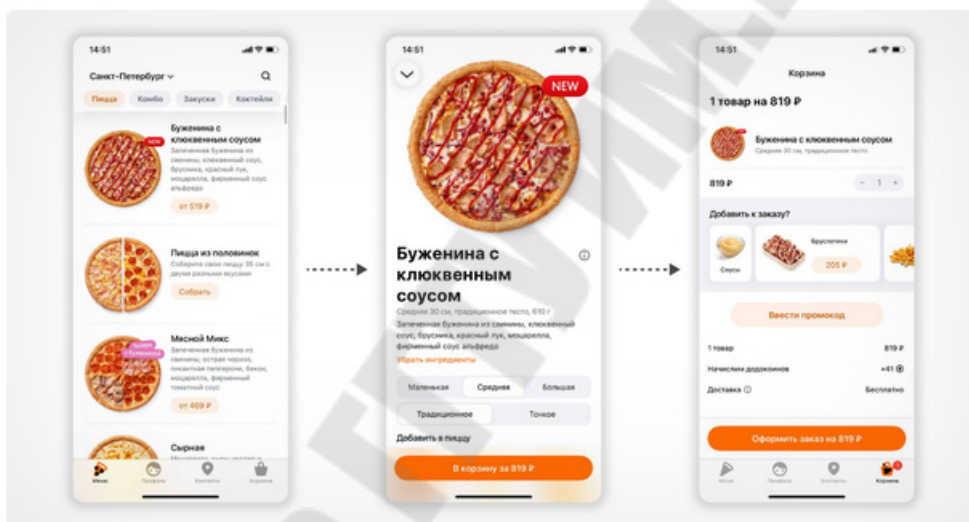 14:51
Санкт-Петербург
Пицца Комбо Закуски Коктейли
NEW
Буженина с
клюквенным соусом
Запеченная буженина из
свинины, клюквенный соус,
брусника, красный лук,
моцарелла, фирменный соус
альфредо
от 519 ₽
Пицца из половинок
Соберите свою пиццу 35 см с
двумя разными вкусами
Собрать
Мясной Микс
Запеченная буженина из
свинины, острая чоризо,
пикантная пепперони, бекон,
моцарелла, фирменный
томатный соус
от 469 ₽
Сырная
Меню Профиль Контакты Корзина
14:51
NEW
Буженина с
клюквенным
соусом
Средняя 30 см, традиционное тесто, 610 г
Запеченная буженина из свинины, клюквенный
соус, брусника, красный лук, моцарелла,
фирменный соус альфредо
Убрать ингредиенты
Маленькая Средняя Большая
Традиционное Тонкое
Добавить в пиццу
В корзину за 819 ₽
14:51
Корзина
1 товар на 819 ₽
Буженина с клюквенным соусом
Средняя 30 см, традиционное тесто
819 ₽ − 1 +
Добавить к заказу?
Соусы
Бруслетики
205 ₽
Ввести промокод
1 товар 819 ₽
Начислим додокоинов +41
Доставка Бесплатно
Оформить заказ на 819 ₽
1
Меню Профиль Контакты Корзина